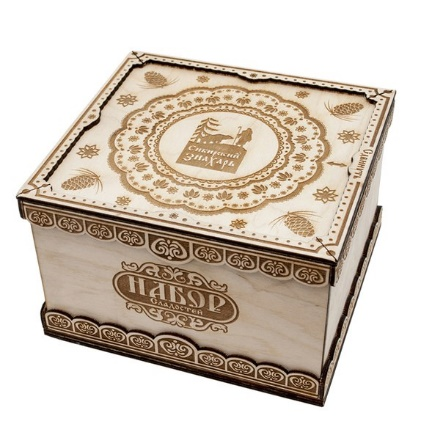 Сибирский
знахарь
НАБОР
Сладостей